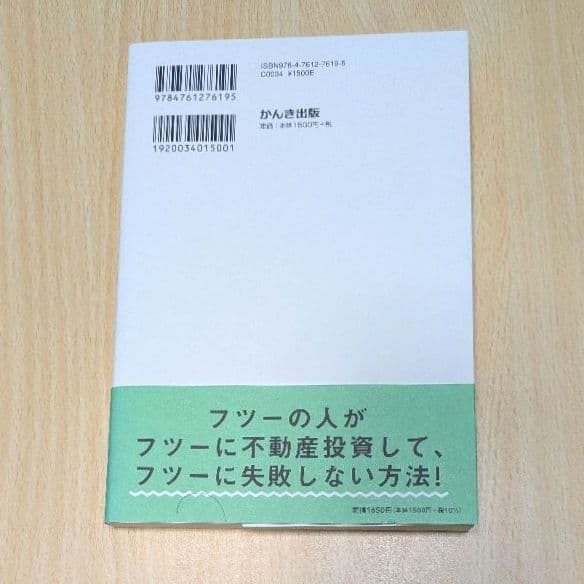 ISBN978-4-7612-7619-5
C0034 ¥1500E
9784761276195
かんき出版
定価：本体1500円+税
1920034015001
フツーの人が
フツーに不動産投資して、
フツーに失敗しない方法！
定価1650円（本体1500円+税10%）